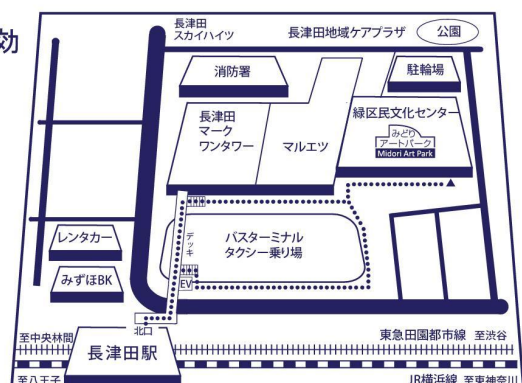 効
長津田
スカイハイツ
長津田地域ケアプラザ
公園
消防署
駐輪場
長津田
マーク
ワンタワー
マルエツ
緑区民文化センター
みどり
アートパーク
Midori Art Park
デッキ
バスターミナル
タクシー乗り場
レンタカー
みずほBK
EV
北口
至中央林間
長津田駅
東急田園都市線 至渋谷
至八王子
JR横浜線 至東神奈川